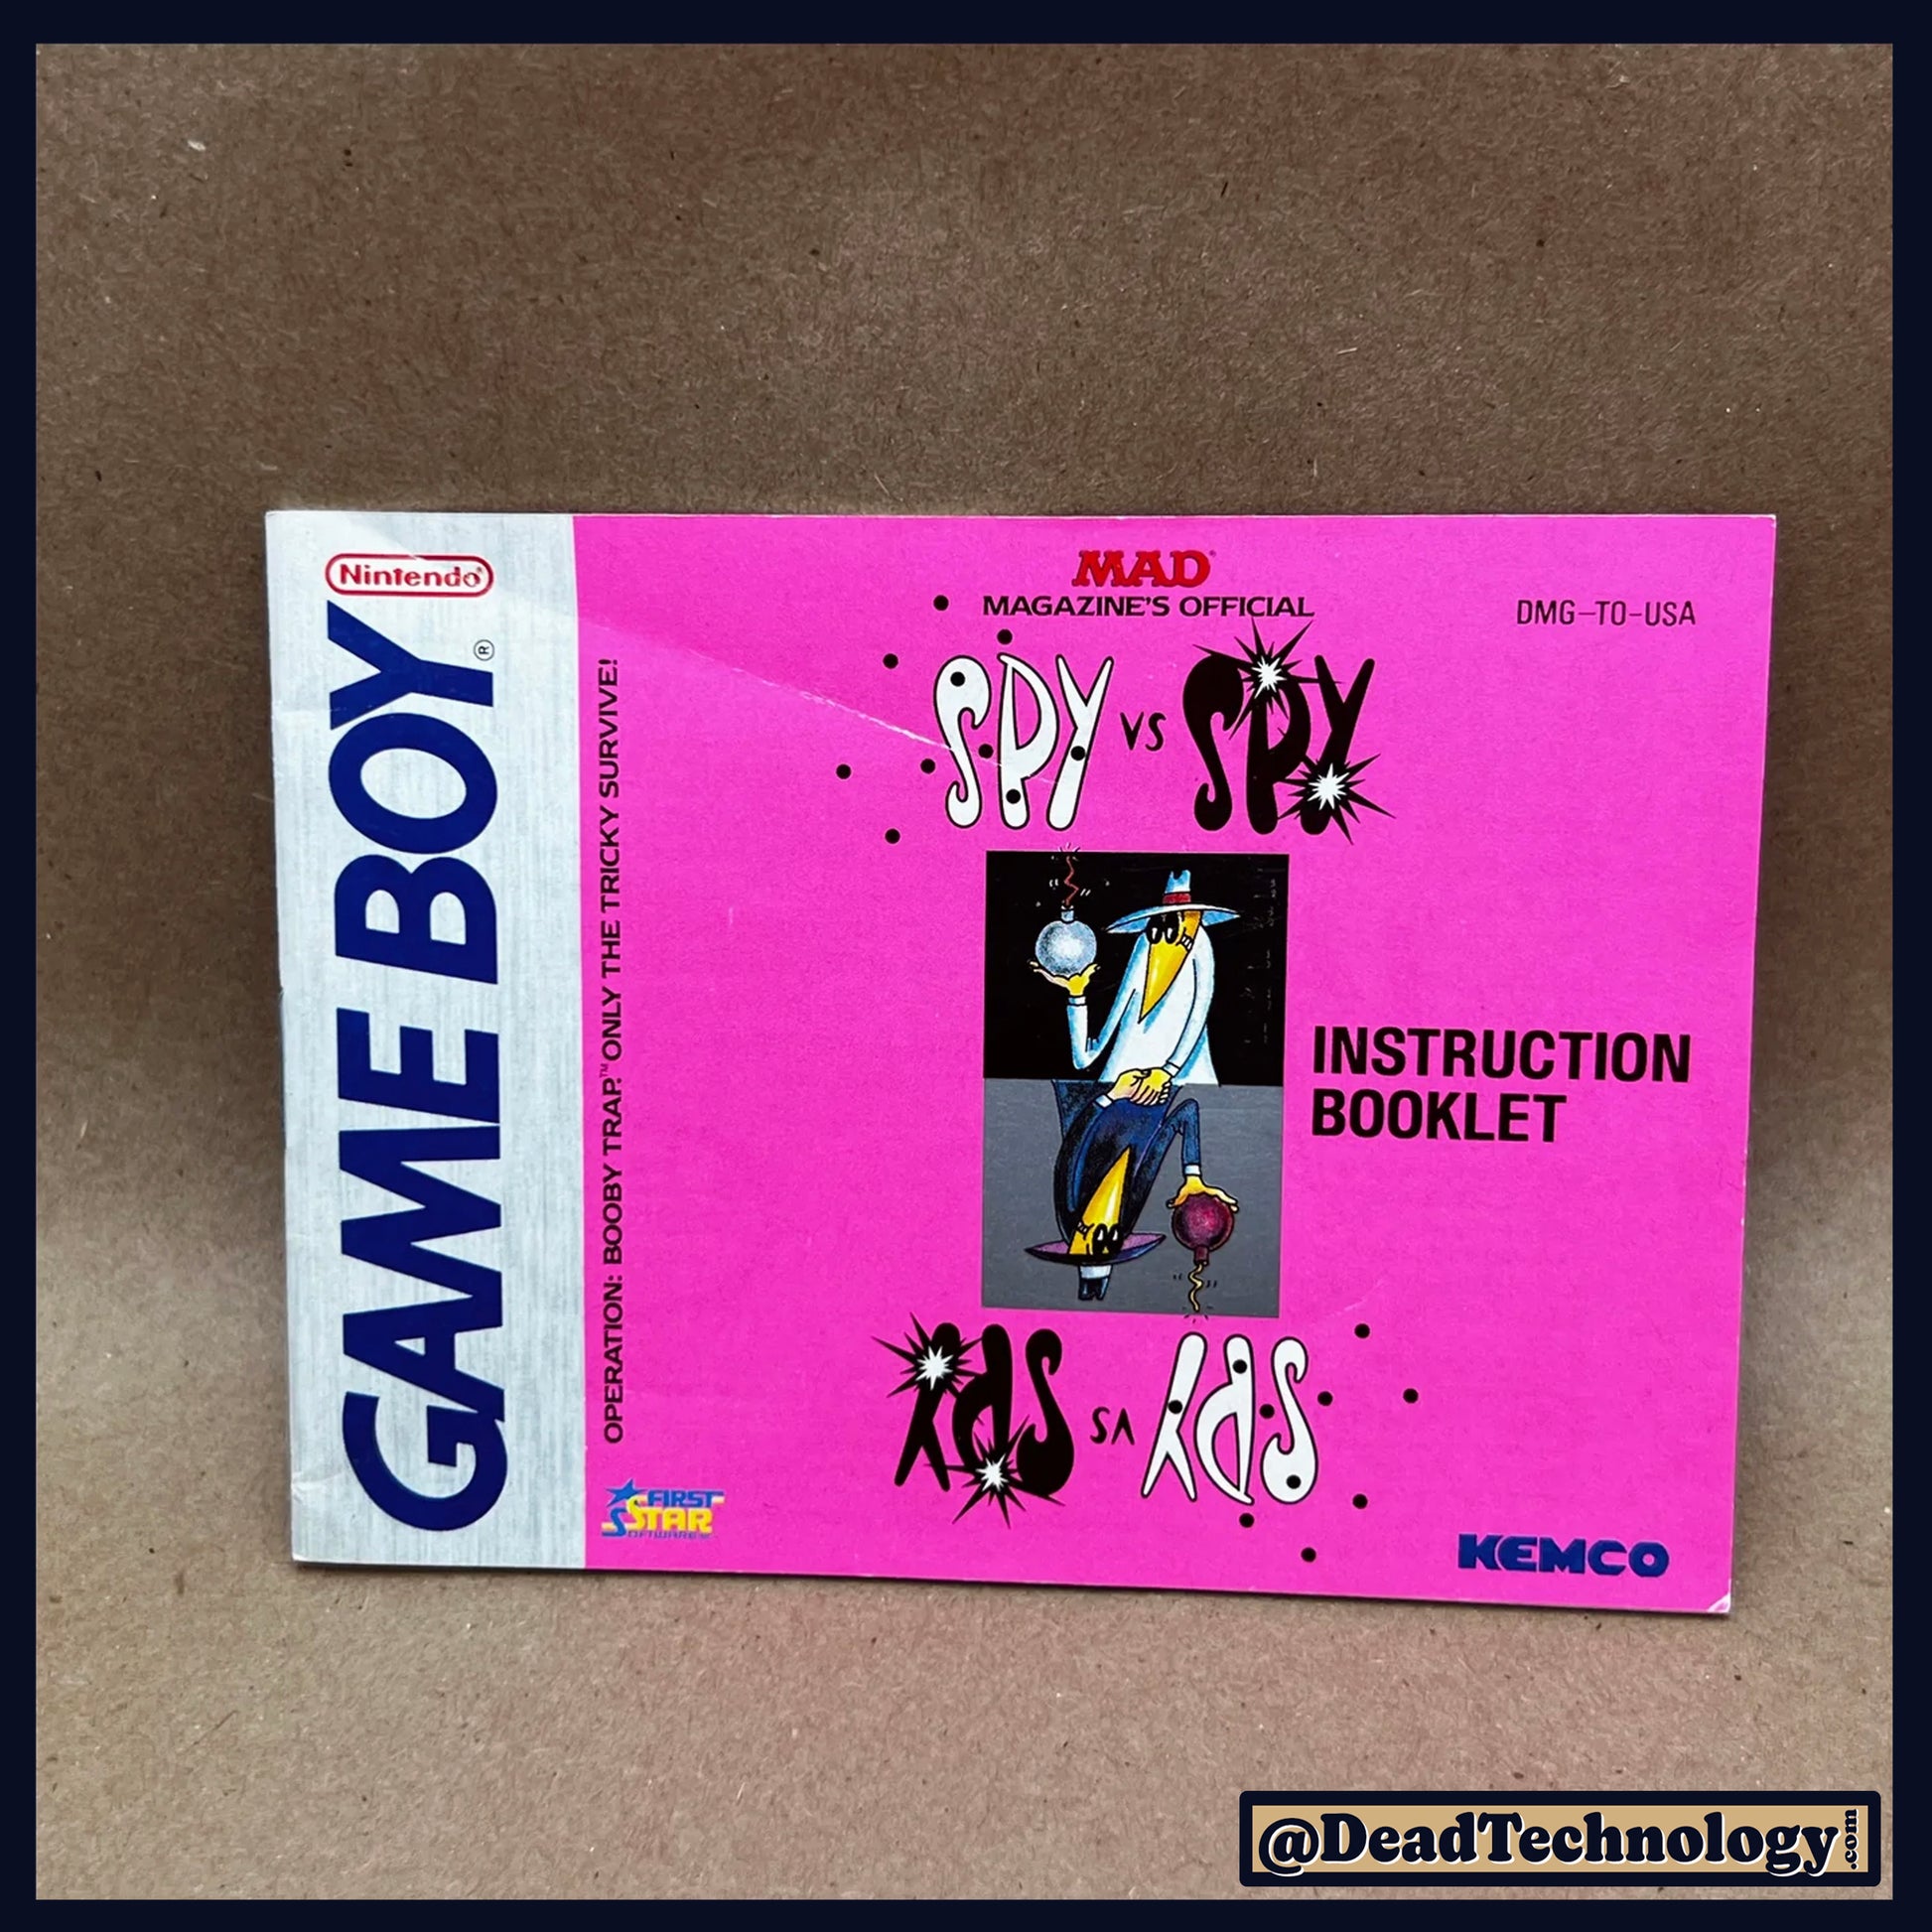 Nintendo®
GAME BOY®
OPERATION: BOOBY TRAP.™ ONLY THE TRICKY SURVIVE!
MAD®
MAGAZINE'S OFFICIAL
DMG-TO-USA
SPY VS SPY
INSTRUCTION
BOOKLET
SPY VS SPY
FIRST
STAR
SOFTWARE
KEMCO
@DeadTechnology.com